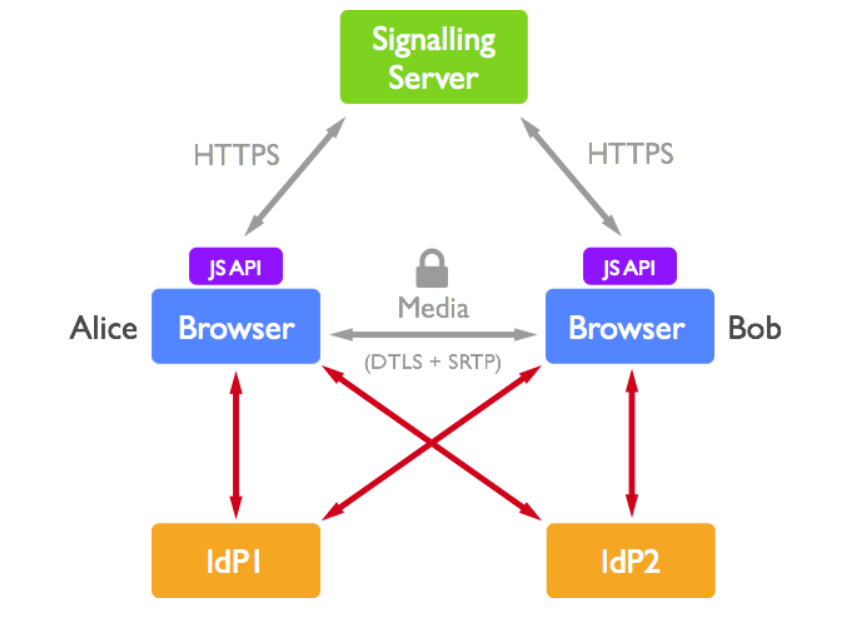 Signalling
Server
HTTPS
HTTPS
JS API
JS API
Media
Alice
Browser
Browser
Bob
(DTLS + SRTP)
IdP1
IdP2